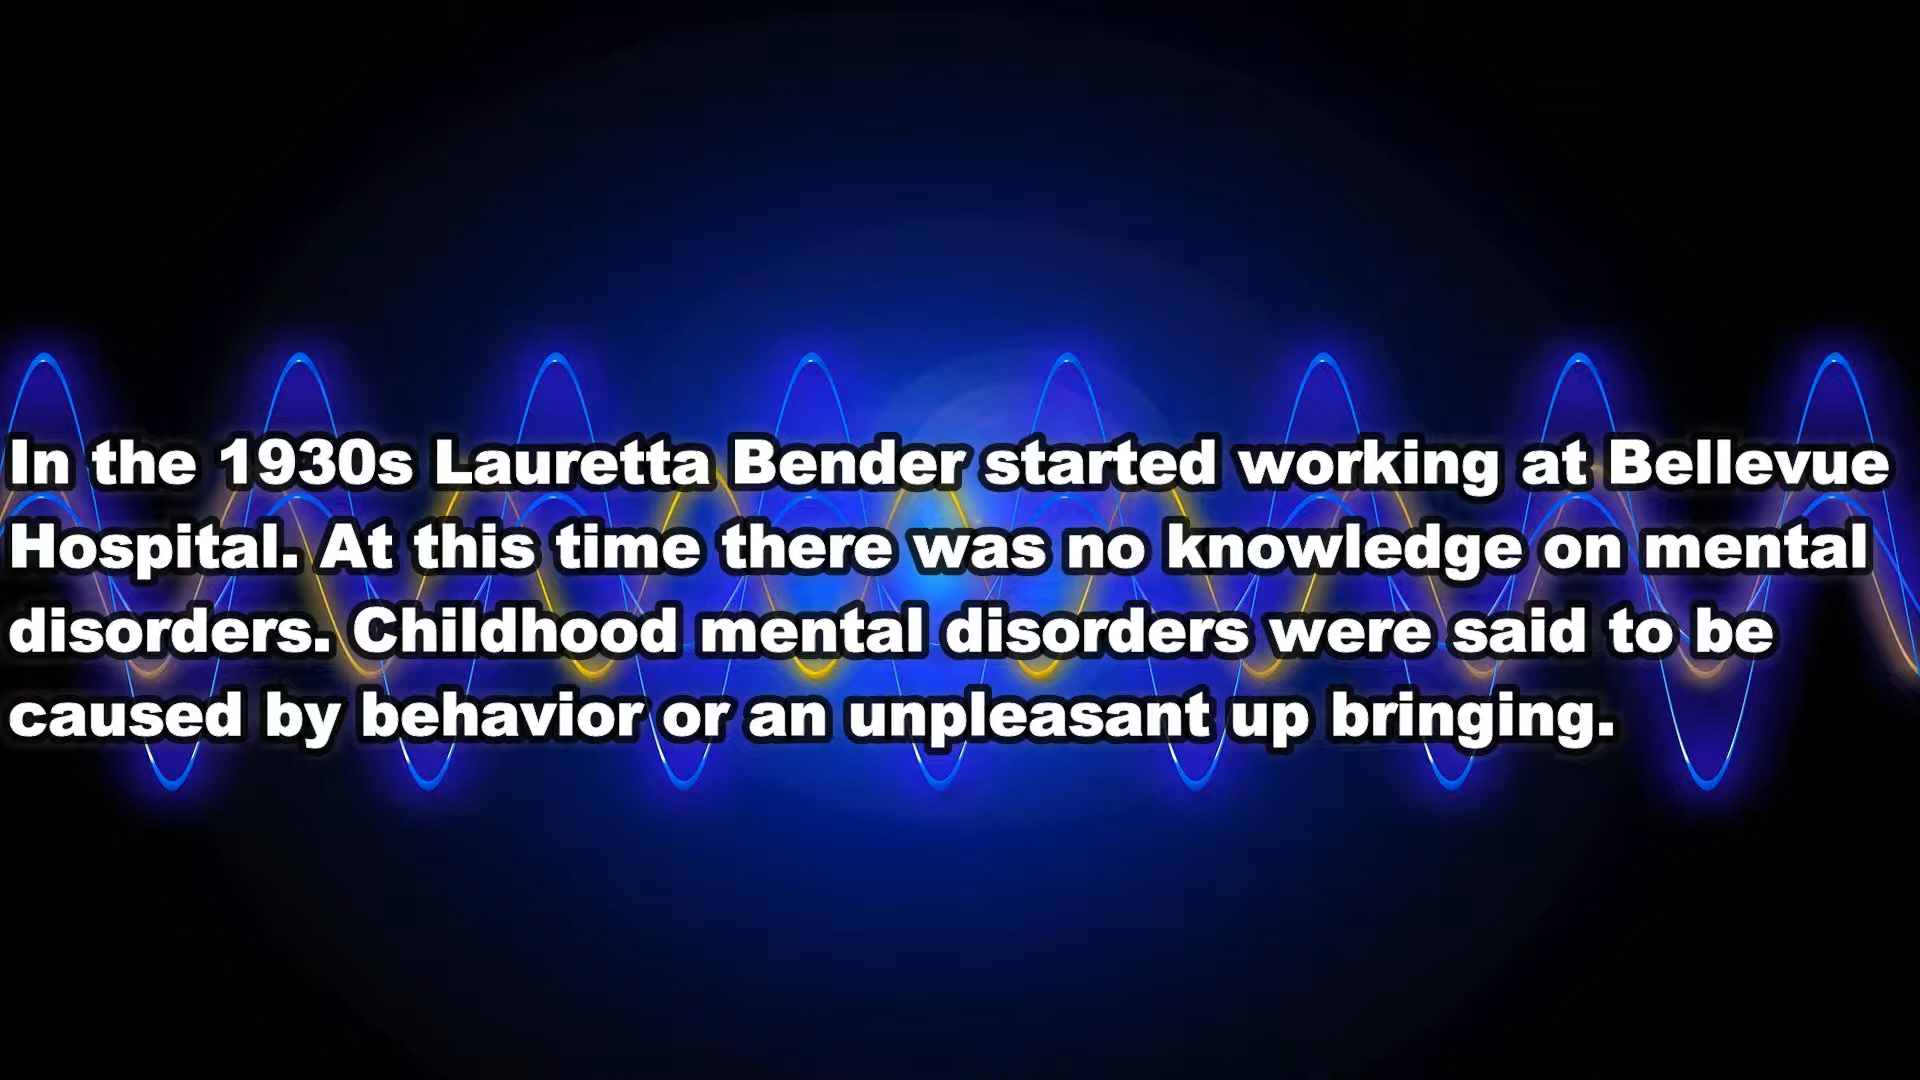 In the 1930s Lauretta Bender started working at Bellevue
Hospital. At this time there was no knowledge on mental
disorders. Childhood mental disorders were said to be
caused by behavior or an unpleasant up bringing.